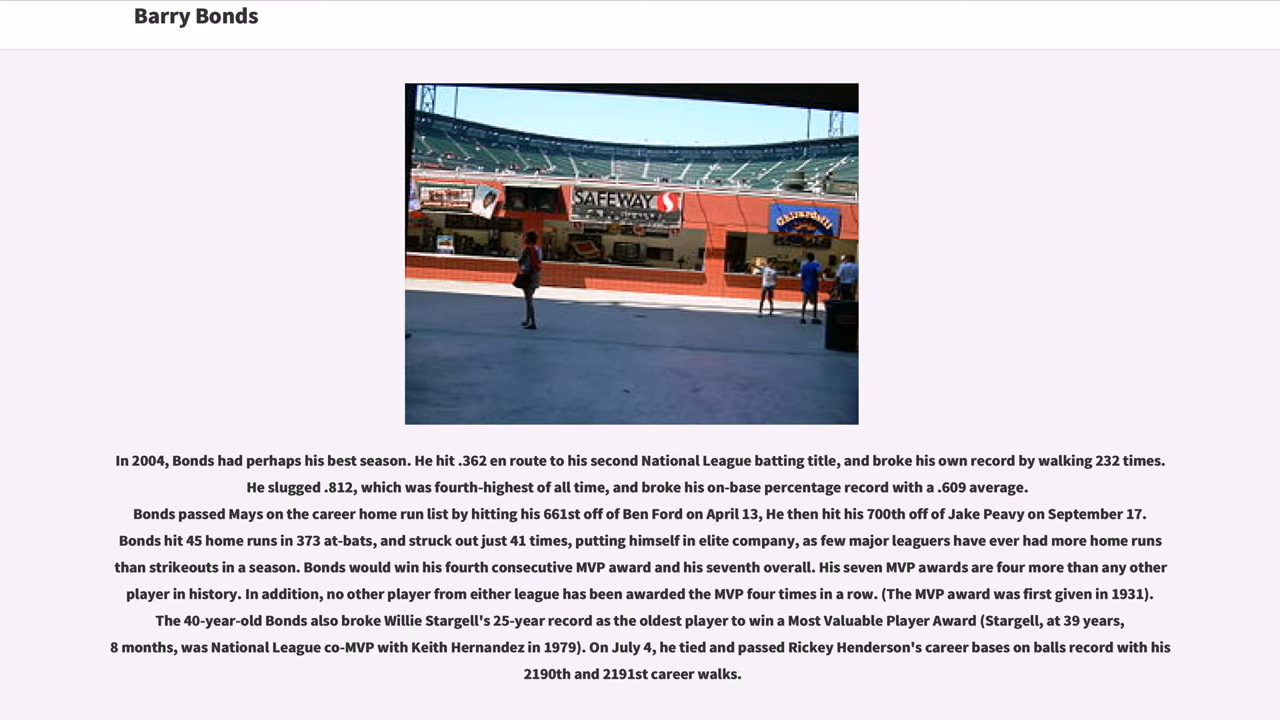 Barry Bonds
SAFEWAY
Ghirardelli
In 2004, Bonds had perhaps his best season. He hit .362 en route to his second National League batting title, and broke his own record by walking 232 times.
He slugged .812, which was fourth-highest of all time, and broke his on-base percentage record with a .609 average.
Bonds passed Mays on the career home run list by hitting his 661st off of Ben Ford on April 13, He then hit his 700th off of Jake Peavy on September 17.
Bonds hit 45 home runs in 373 at-bats, and struck out just 41 times, putting himself in elite company, as few major leaguers have ever had more home runs
than strikeouts in a season. Bonds would win his fourth consecutive MVP award and his seventh overall. His seven MVP awards are four more than any other
player in history. In addition, no other player from either league has been awarded the MVP four times in a row. (The MVP award was first given in 1931).
The 40-year-old Bonds also broke Willie Stargell's 25-year record as the oldest player to win a Most Valuable Player Award (Stargell, at 39 years,
8 months, was National League co-MVP with Keith Hernandez in 1979). On July 4, he tied and passed Rickey Henderson's career bases on balls record with his
2190th and 2191st career walks.